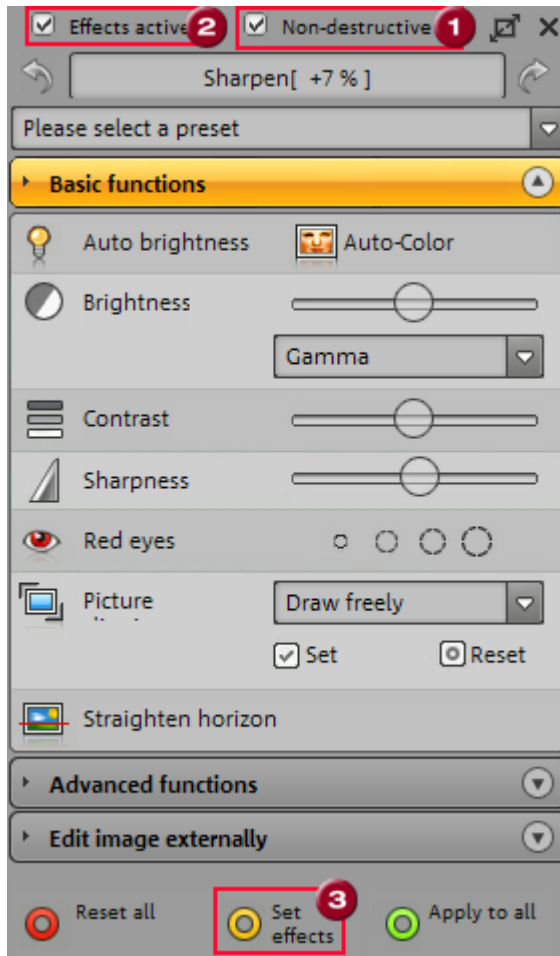 Effects active 2 Non-destructive 1
Sharpen[ +7 % ]
Please select a preset
Basic functions
Auto brightness Auto-Color
Brightness
Gamma
Contrast
Sharpness
Red eyes
Picture Draw freely
Set Reset
Straighten horizon
Advanced functions
Edit image externally
Reset all Set effects 3 Apply to all